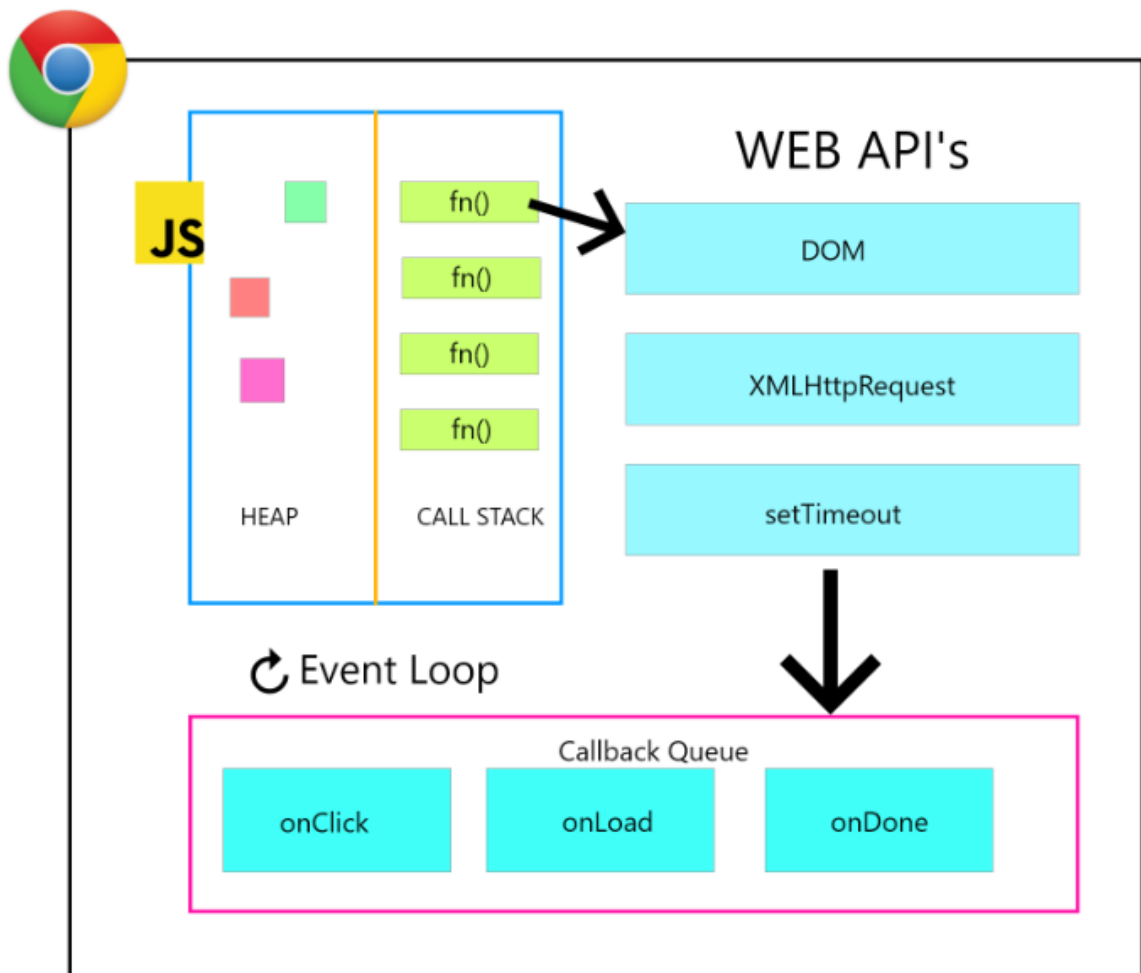 WEB API's
JS
fn()
fn()
fn()
fn()
HEAP
CALL STACK
DOM
XMLHttpRequest
setTimeout
Event Loop
Callback Queue
onClick
onLoad
onDone